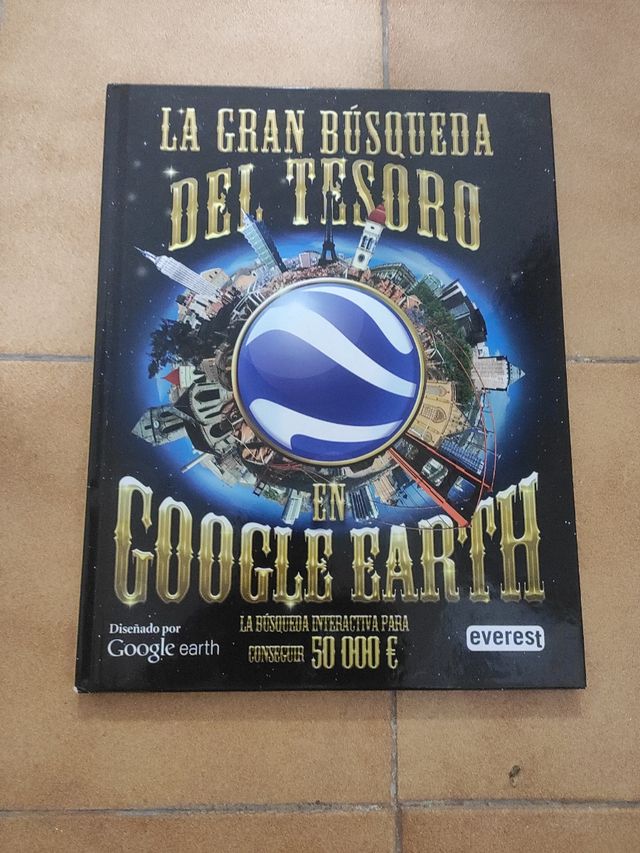 LA GRAN BÚSQUEDA
DEL TESORO
EN
GOOGLE EARTH
LA BÚSQUEDA INTERACTIVA PARA
CONSEGUIR 50 000 €
Diseñado por
Google earth
everest